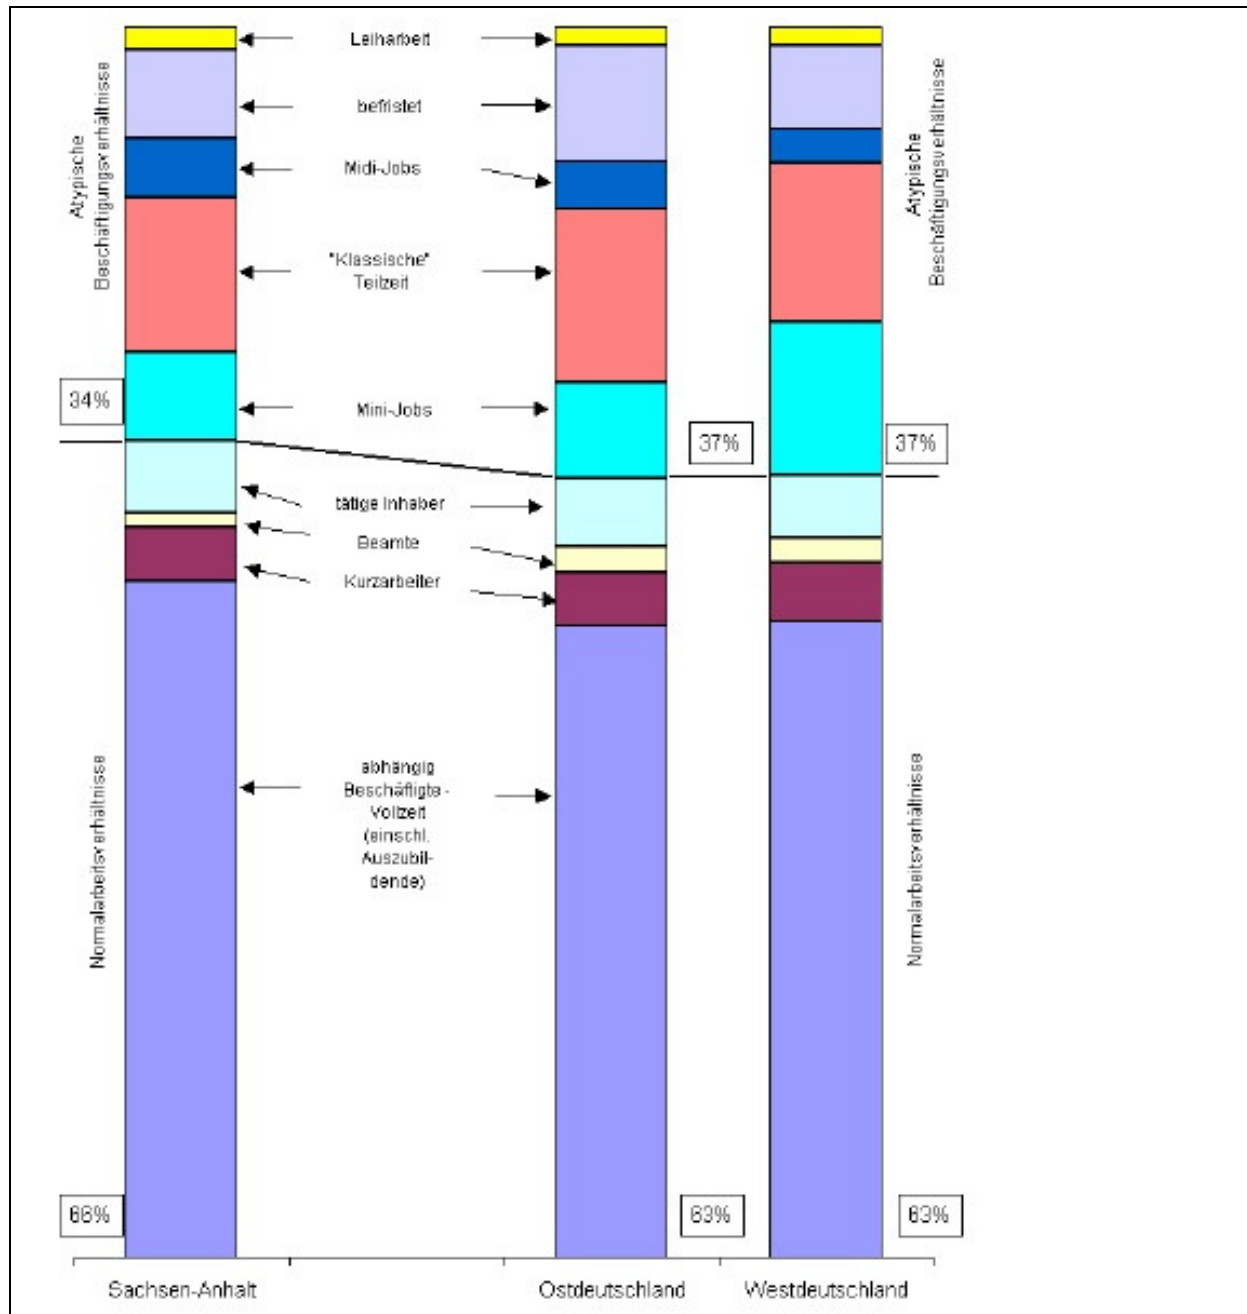 Leiharbeit
befristet
Midi-Jobs
"Klassische"
Teilzeit
Mini-Jobs
tätige Inhaber
Beamte
Kurzarbeiter
abhängig
Beschäftigte -
Vollzeit
(einschl.
Auszubil-
dende)
Atypische
Beschäftigungsverhältnisse
Normalarbeitsverhältnisse
34%
66%
37%
63%
37%
63%
Atypische
Beschäftigungsverhältnisse
Normalarbeitsverhältnisse
Sachsen-Anhalt
Ostdeutschland
Westdeutschland